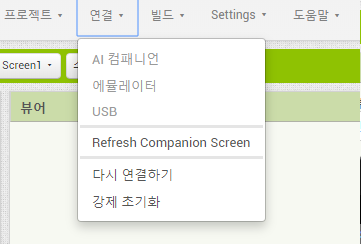 프로젝트 연결 빌드 Settings 도움말
Screen1
AI 컴패니언
에뮬레이터
USB
뷰어
Refresh Companion Screen
다시 연결하기
강제 초기화